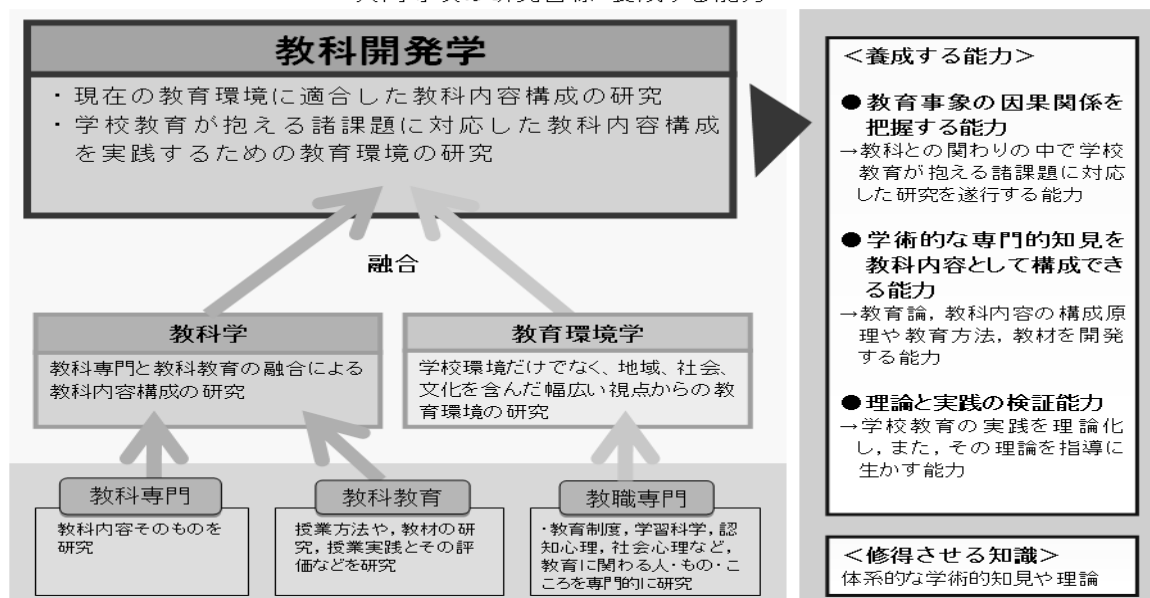 教科開発学
・現在の教育環境に適合した教科内容構成の研究
・学校教育が抱える諸課題に対応した教科内容構成
を実践するための教育環境の研究
融合
教科学
教科専門と教科教育の融合による
教科内容構成の研究
教育環境学
学校環境だけでなく、地域、社会、
文化を含んだ幅広い視点からの教
育環境の研究
教科専門
教科内容そのものを
研究
教科教育
授業方法や，教材の研
究，授業実践とその評
価などを研究
教職専門
・教育制度，学習科学，認
知心理，社会心理など，
教育に関わる人・もの・こ
ころを専門的に研究
＜養成する能力＞
●教育事象の因果関係を
把握する能力
→教科との関わりの中で学校
教育が抱える諸課題に対応
した研究を遂行する能力
●学術的な専門的知見を
教科内容として構成でき
る能力
→教育論，教科内容の構成原
理や教育方法，教材を開発
する能力
●理論と実践の検証能力
→学校教育の実践を理論化
し，また，その理論を指導に
生かす能力
＜修得させる知識＞
体系的な学術的知見や理論